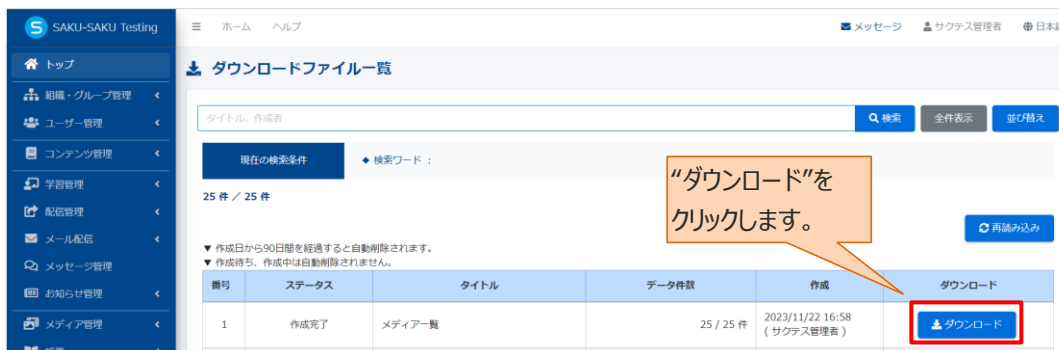 SAKU-SAKU Testing
ホーム ヘルプ
メッセージ サクテス管理者
トップ
ダウンロードファイル一覧
組織・グループ管理
ユーザー管理
コンテンツ管理
学習管理
配信管理
メール配信
メッセージ管理
お知らせ管理
メディア管理
タイトル、作成者
検索 全件表示 並び替え
現在の検索条件 ◆ 検索ワード :
25 件 / 25 件
"ダウンロード"を
クリックします。
再読み込み
▼ 作成日から90日間を経過すると自動削除されます。
▼ 作成待ち、作成中は自動削除されません。
番号 ステータス タイトル データ件数 作成 ダウンロード
1 作成完了 メディア一覧 25 / 25 件 2023/11/22 16:58 ダウンロード
( サクテス管理者 )